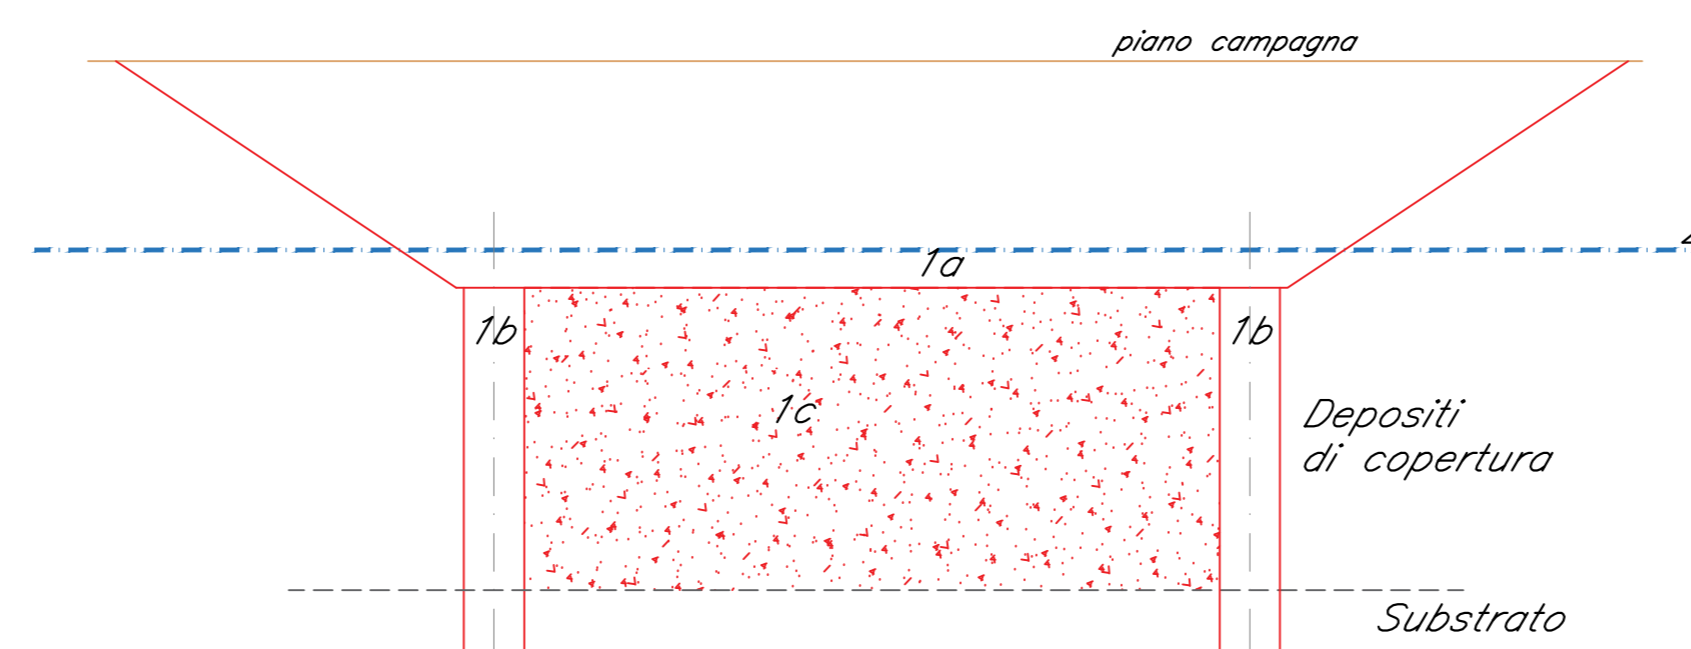 piano campagna
1a
1b
1b
1c
Depositi
di copertura
Substrato